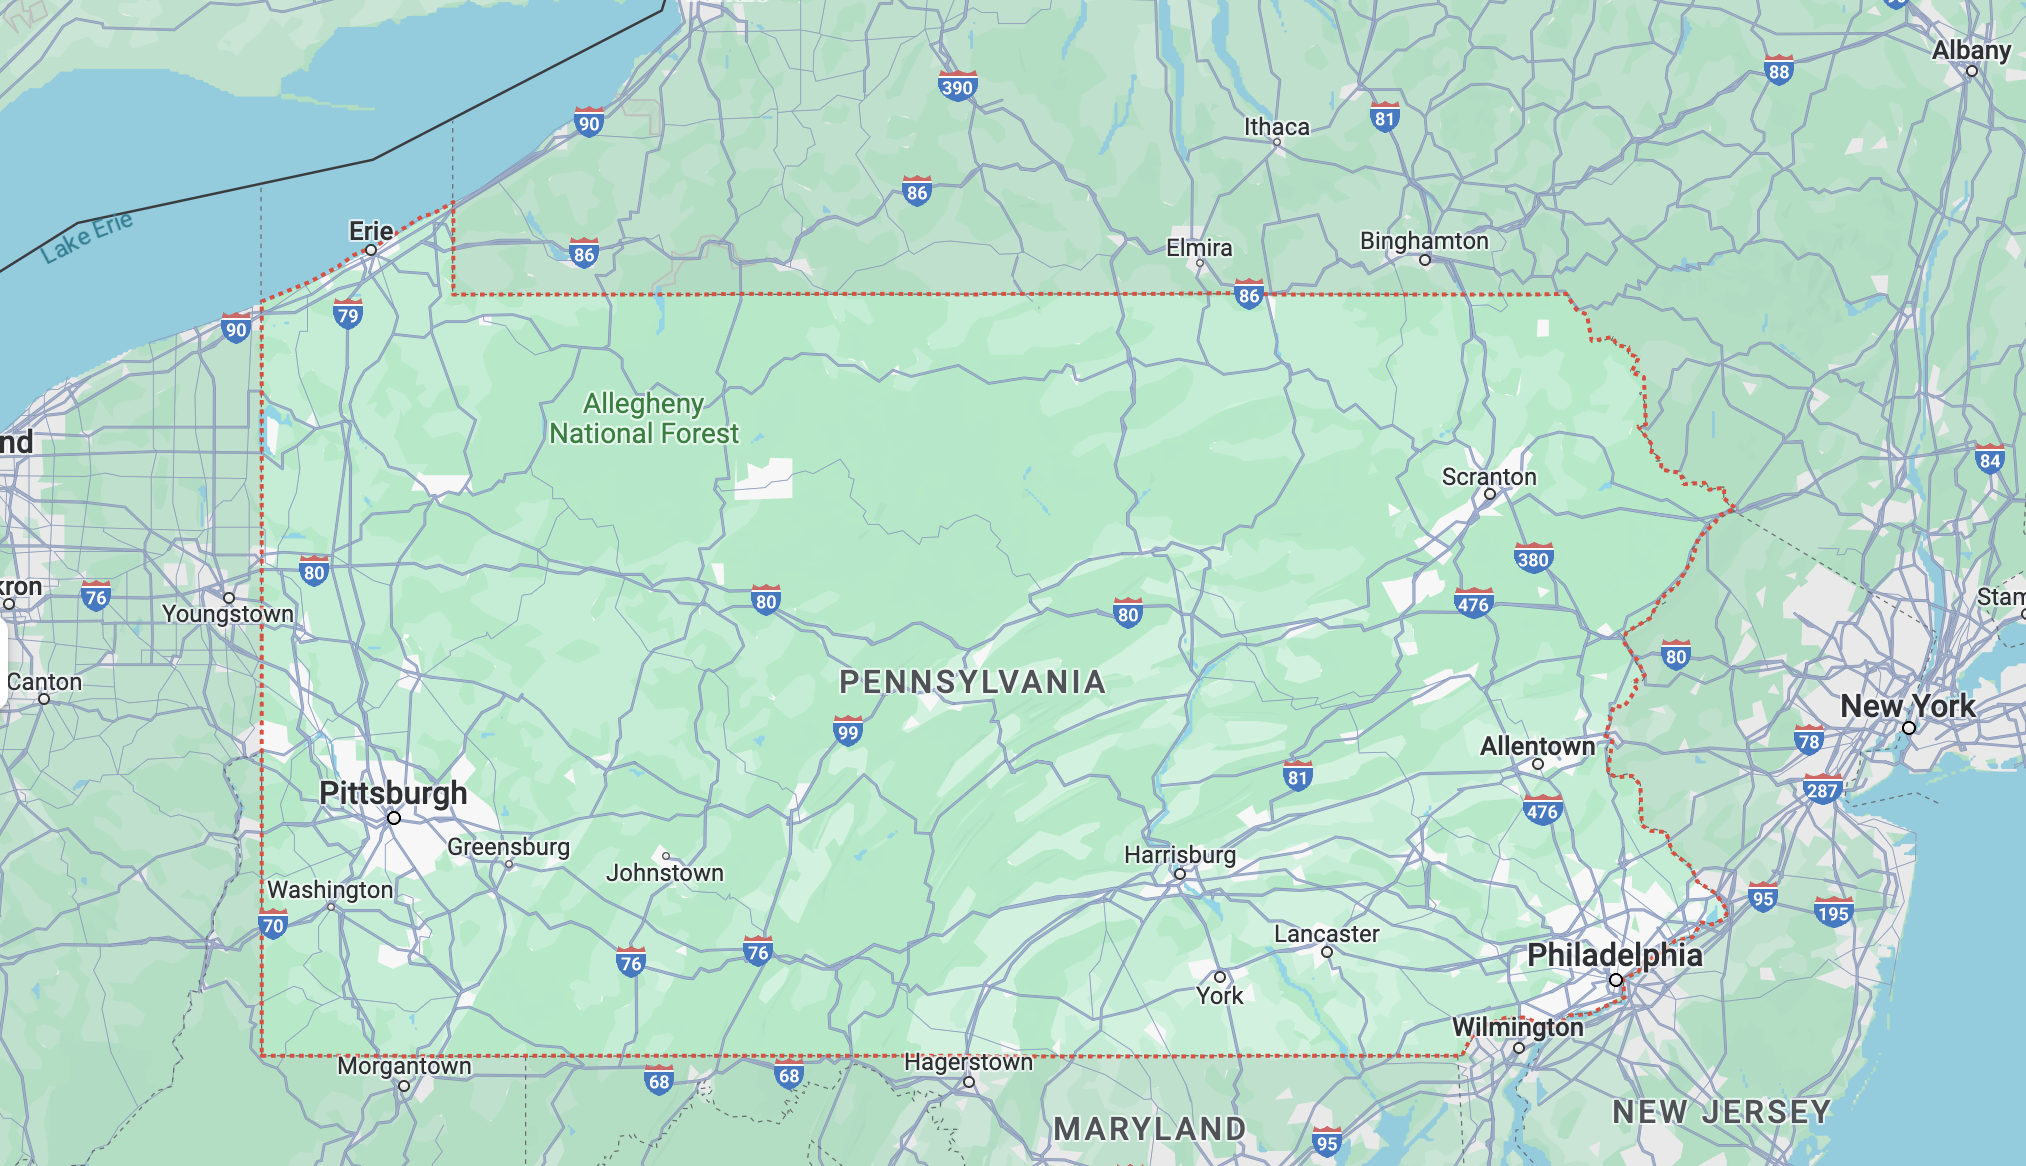 Albany
88
390
90
81
Ithaca
86
Lake Erie
Erie
86
Elmira
Binghamton
86
79
90
Allegheny
National Forest
nd
84
Scranton
380
80
kron
76
Youngstown
80
80
476
Stam
80
Canton
PENNSYLVANIA
New York
99
78
Allentown
81
287
Pittsburgh
476
Greensburg
Johnstown
Harrisburg
Washington
95
195
70
Lancaster
76
76
Philadelphia
York
Wilmington
Morgantown
68
68
Hagerstown
MARYLAND
NEW JERSEY
95